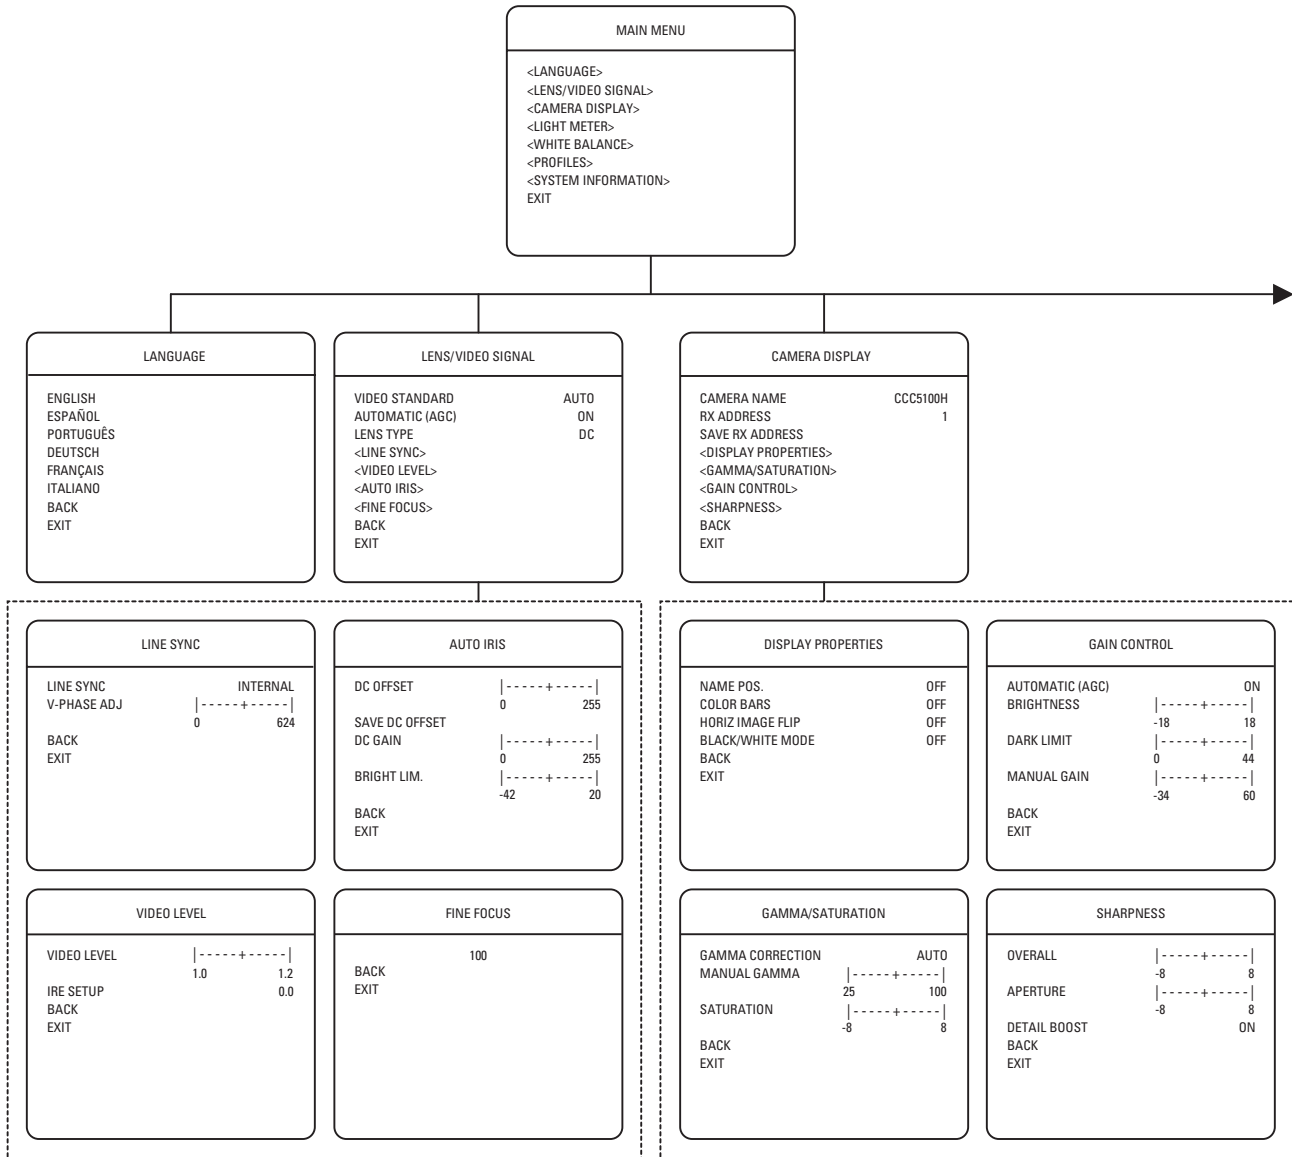 MAIN MENU
<LANGUAGE>
<LENS/VIDEO SIGNAL>
<CAMERA DISPLAY>
<LIGHT METER>
<WHITE BALANCE>
<PROFILES>
<SYSTEM INFORMATION>
EXIT
LANGUAGE
ENGLISH
ESPAÑOL
PORTUGUÊS
DEUTSCH
FRANÇAIS
ITALIANO
BACK
EXIT
LENS/VIDEO SIGNAL
VIDEO STANDARD AUTO
AUTOMATIC (AGC) ON
LENS TYPE DC
<LINE SYNC>
<VIDEO LEVEL>
<AUTO IRIS>
<FINE FOCUS>
BACK
EXIT
CAMERA DISPLAY
CAMERA NAME CCC5100H
RX ADDRESS 1
SAVE RX ADDRESS
<DISPLAY PROPERTIES>
<GAMMA/SATURATION>
<GAIN CONTROL>
<SHARPNESS>
BACK
EXIT
LINE SYNC
LINE SYNC INTERNAL
V-PHASE ADJ |-----+-----|
0 624
BACK
EXIT
AUTO IRIS
DC OFFSET |-----+-----|
0 255
SAVE DC OFFSET
DC GAIN |-----+-----|
0 255
BRIGHT LIM. |-----+-----|
-42 20
BACK
EXIT
DISPLAY PROPERTIES
NAME POS. OFF
COLOR BARS OFF
HORIZ IMAGE FLIP OFF
BLACK/WHITE MODE OFF
BACK
EXIT
GAIN CONTROL
AUTOMATIC (AGC) ON
BRIGHTNESS |-----+-----|
-18 18
DARK LIMIT |-----+-----|
0 44
MANUAL GAIN |-----+-----|
-34 60
BACK
EXIT
VIDEO LEVEL
VIDEO LEVEL |-----+-----|
1.0 1.2
IRE SETUP 0.0
BACK
EXIT
FINE FOCUS
100
BACK
EXIT
GAMMA/SATURATION
GAMMA CORRECTION AUTO
MANUAL GAMMA |-----+-----|
25 100
SATURATION |-----+-----|
-8 8
BACK
EXIT
SHARPNESS
OVERALL |-----+-----|
-8 8
APERTURE |-----+-----|
-8 8
DETAIL BOOST ON
BACK
EXIT